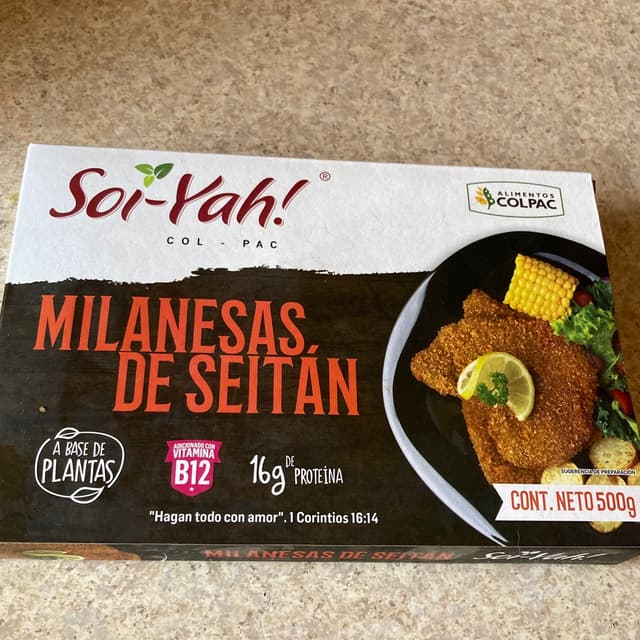 Soi-Yah!®
COL - PAC
ALIMENTOS
COLPAC
MILANESAS
DE SEITÁN
A BASE DE
PLANTAS
ADICIONADO CON
VITAMINA
B12
16g DE PROTEÍNA
SUGERENCIA DE PREPARACIÓN
CONT. NETO 500g
"Hagan todo con amor". 1 Corintios 16:14
MILANESAS DE SEITÁN
Soi-Yah!